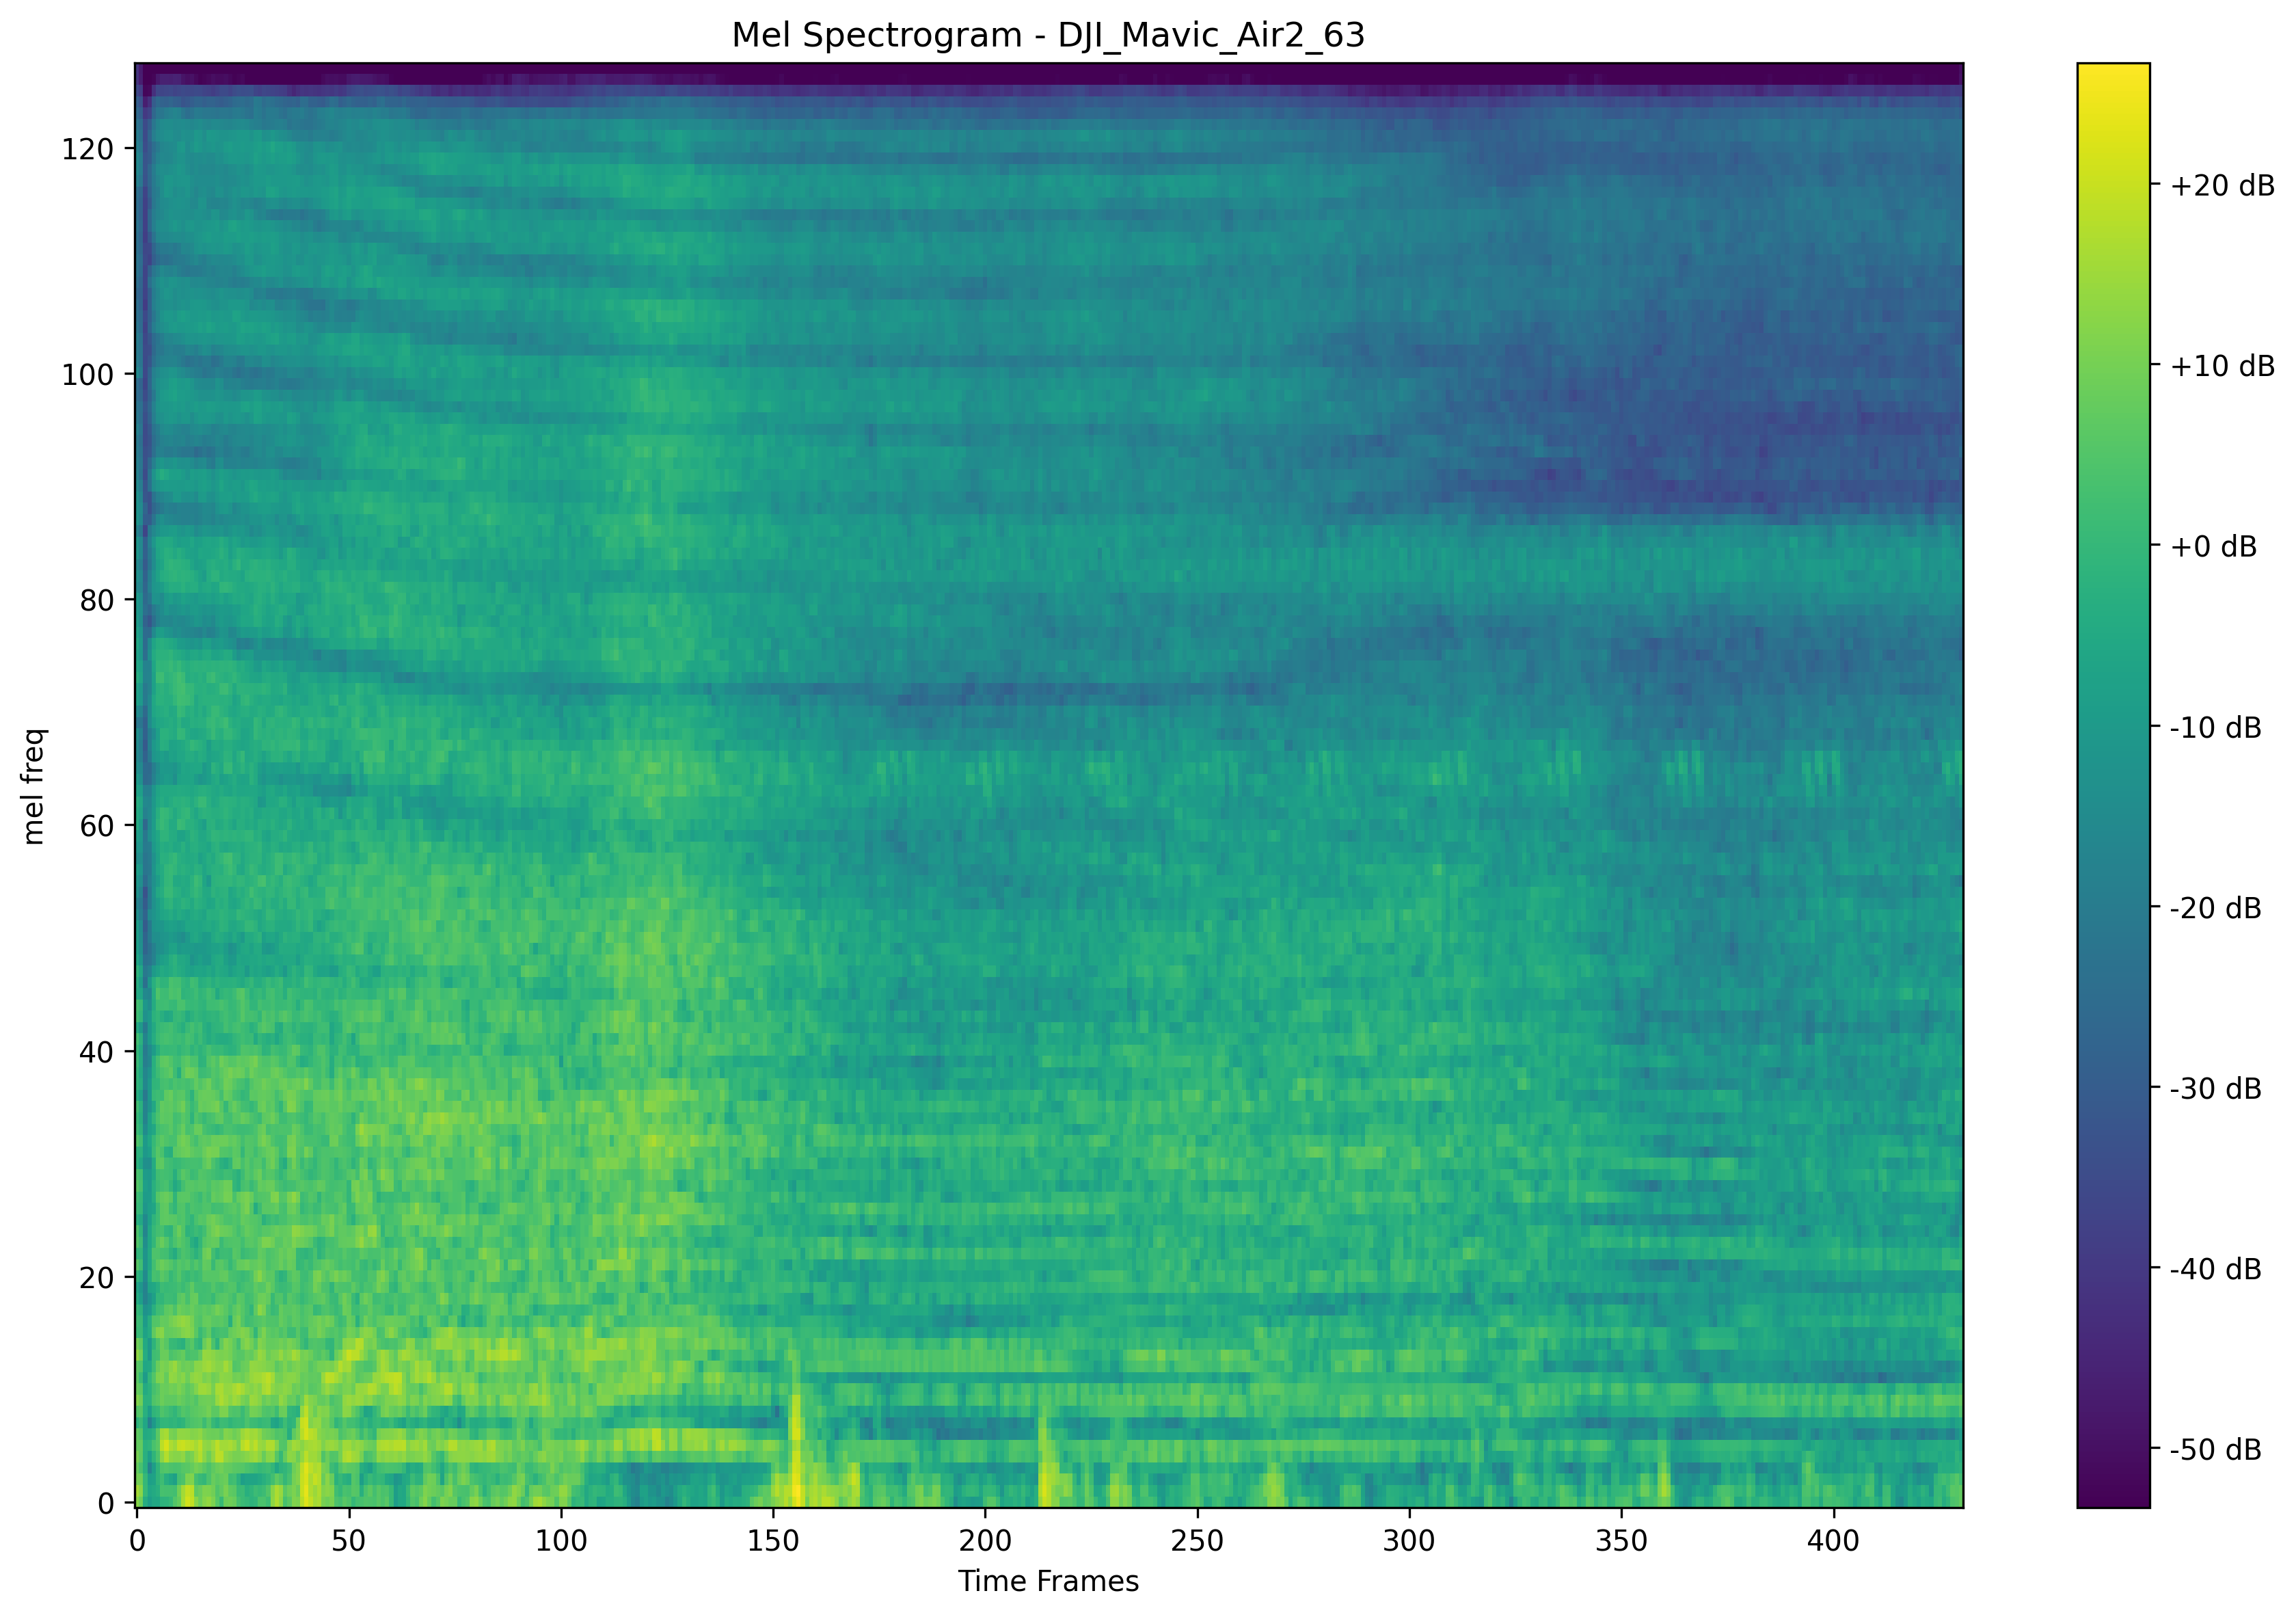 Mel Spectrogram - DJI_Mavic_Air2_63
120
100
80
60
40
20
0
mel freq
0
50
100
150
200
250
300
350
400
Time Frames
+20 dB
+10 dB
+0 dB
-10 dB
-20 dB
-30 dB
-40 dB
-50 dB